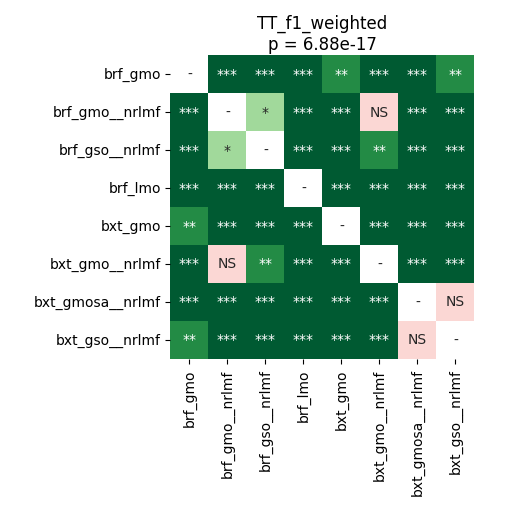 TT_f1_weighted
p = 6.88e-17
brf_gmo - *** *** *** ** *** *** **
brf_gmo__nrlmf *** - * *** *** NS *** ***
brf_gso__nrlmf *** * - *** *** ** *** ***
brf_lmo *** *** *** - *** *** *** ***
bxt_gmo ** *** *** *** - *** *** ***
bxt_gmo__nrlmf *** NS ** *** *** - *** ***
bxt_gmosa__nrlmf *** *** *** *** *** *** - NS
bxt_gso__nrlmf ** *** *** *** *** *** NS -
brf_gmo
brf_gmo__nrlmf
brf_gso__nrlmf
brf_lmo
bxt_gmo
bxt_gmo__nrlmf
bxt_gmosa__nrlmf
bxt_gso__nrlmf